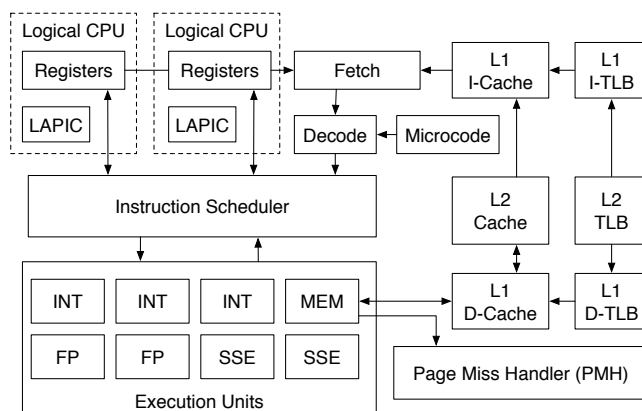 Logical CPU
Logical CPU
Registers
Registers
Fetch
L1
I-Cache
L1
I-TLB
LAPIC
LAPIC
Decode
Microcode
Instruction Scheduler
L2
Cache
L2
TLB
INT
INT
INT
MEM
L1
D-Cache
L1
D-TLB
FP
FP
SSE
SSE
Page Miss Handler (PMH)
Execution Units